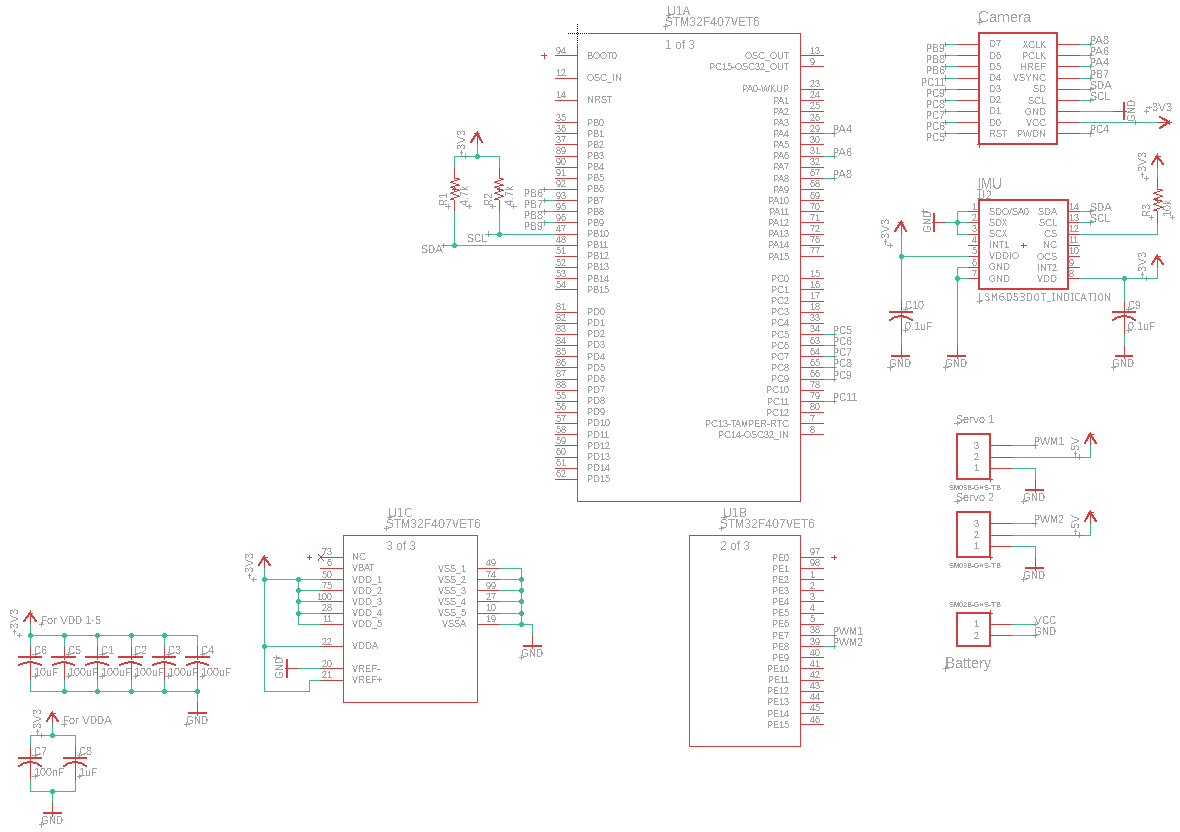 U1A
STM32F407VET6
1 of 3
94 BOOT0
12 OSC_IN
14 NRST
35 PB0
36 PB1
37 PB2
89 PB3
90 PB4
91 PB5
PB6 92 PB6
PB7 93 PB7
PB8 95 PB8
PB9 96 PB9
SCL 47 PB10
SDA 48 PB11
51 PB12
52 PB13
53 PB14
54 PB15
81 PD0
82 PD1
83 PD2
84 PD3
85 PD4
86 PD5
87 PD6
88 PD7
55 PD8
56 PD9
57 PD10
58 PD11
59 PD12
60 PD13
61 PD14
62 PD15
OSC_OUT 13
PC15-OSC32_OUT 9
PA0-WKUP 23
PA1 24
PA2 25
PA3 26
PA4 29 PA4
PA5 30
PA6 31 PA6
PA7 32
PA8 67 PA8
PA9 68
PA10 69
PA11 70
PA12 71
PA13 72
PA14 76
PA15 77
PC0 15
PC1 16
PC2 17
PC3 18
PC4 33
PC5 34 PC5
PC6 63 PC6
PC7 64 PC7
PC8 65 PC8
PC9 66 PC9
PC10 78
PC11 79 PC11
PC12 80
PC13-TAMPER-RTC 7
PC14-OSC32_IN 8
+3V3
R1
4.7k
R2
4.7k
Camera
PB9 D7 XCLK PA8
PB8 D6 PCLK PA6
PB6 D5 HREF PA4
PC11 D4 VSYNC PB7
PC9 D3 SD SDA
PC8 D2 SCL SCL
PC7 D1 GND GND
PC6 D0 VCC +3V3
PC5 RST PWDN PC4
IMU
U2
1 SDO/SA0 SDA 14 SDA
2 SDX SCL 13 SCL
3 SCX CS 12
4 INT1 NC 11
5 VDDIO OCS 10
6 GND INT2 9
7 GND VDD 8
LSM6DS3DOT_INDICATION
GND
+3V3
+3V3
R3
10k
+3V3
C10
0.1uF
C9
0.1uF
GND
GND
GND
Servo 1
3 PWM1
2 +5V
1
GND
SM03B-GHS-TB
Servo 2
3 PWM2
2 +5V
1
GND
SM03B-GHS-TB
SM02B-GHS-TB
1 VCC
2 GND
Battery
U1C
STM32F407VET6
3 of 3
+3V3
73 NC
6 VBAT
50 VDD_1
75 VDD_2
100 VDD_3
28 VDD_4
11 VDD_5
22 VDDA
GND 20 VREF-
21 VREF+
VSS_1 49
VSS_2 74
VSS_3 99
VSS_4 27
VSS_5 10
VSSA 19
GND
U1B
STM32F407VET6
2 of 3
PE0 97
PE1 98
PE2 1
PE3 2
PE4 3
PE5 4
PE6 5
PE7 38 PWM1
PE8 39 PWM2
PE9 40
PE10 41
PE11 42
PE12 43
PE13 44
PE14 45
PE15 46
+3V3
For VDD 1-5
C6 C5 C1 C2 C3 C4
10uF 100uF 100uF 100uF 100uF 100uF
GND
+3V3
For VDDA
C7 C8
100nF 1uF
GND